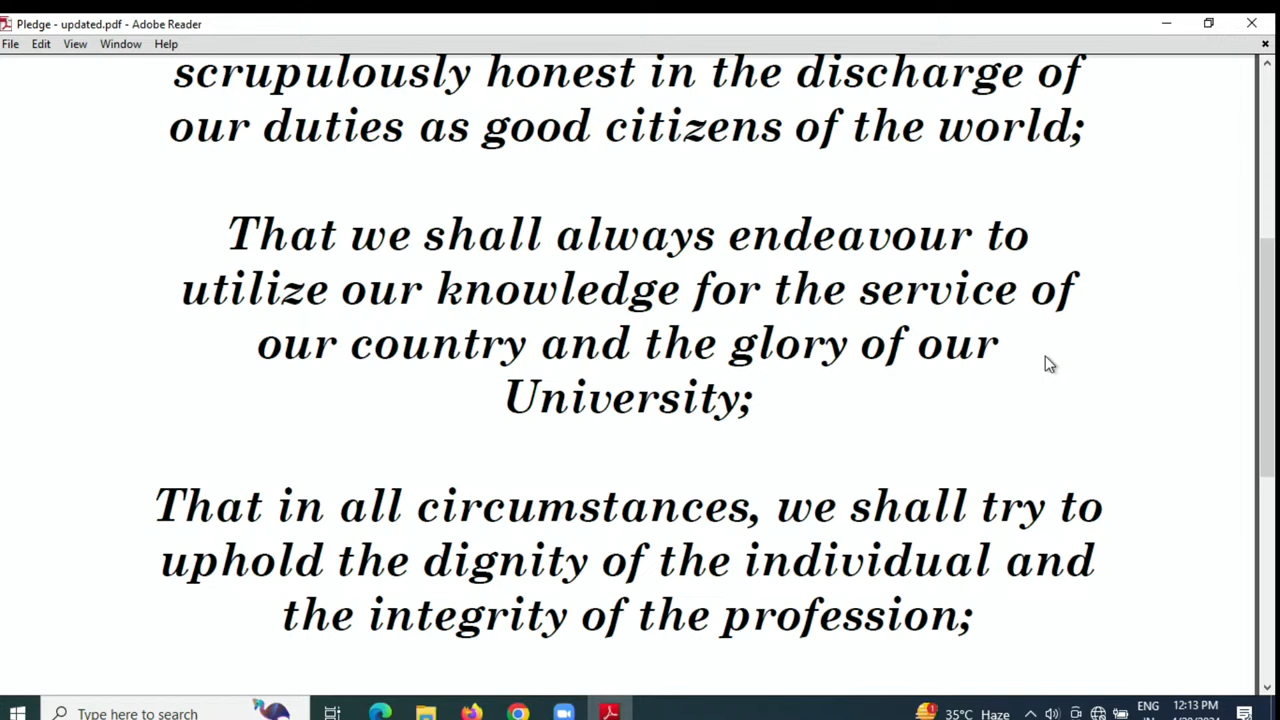 Pledge - updated.pdf - Adobe Reader
File Edit View Window Help
scrupulously honest in the discharge of
our duties as good citizens of the world;
That we shall always endeavour to
utilize our knowledge for the service of
our country and the glory of our
University;
That in all circumstances, we shall try to
uphold the dignity of the individual and
the integrity of the profession;
Type here to search
35°C Haze
ENG
12:13 PM